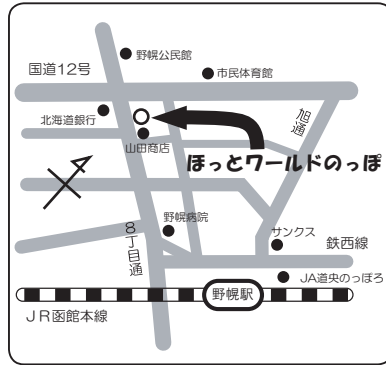 野幌公民館
国道12号
市民体育館
北海道銀行
旭通
山田商店
ほっとワールドのっぽ
野幌病院
8丁目通
サンクス
鉄西線
JA道央のっぽろ
野幌駅
JR函館本線